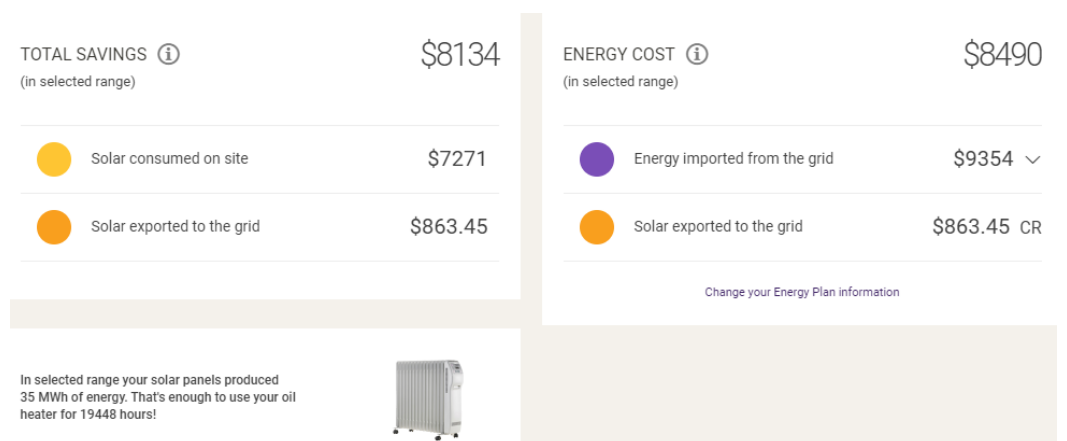 TOTAL SAVINGS
$8134
(in selected range)
Solar consumed on site
$7271
Solar exported to the grid
$863.45
ENERGY COST
$8490
(in selected range)
Energy imported from the grid
$9354
Solar exported to the grid
$863.45 CR
Change your Energy Plan information
In selected range your solar panels produced
35 MWh of energy. That's enough to use your oil
heater for 19448 hours!